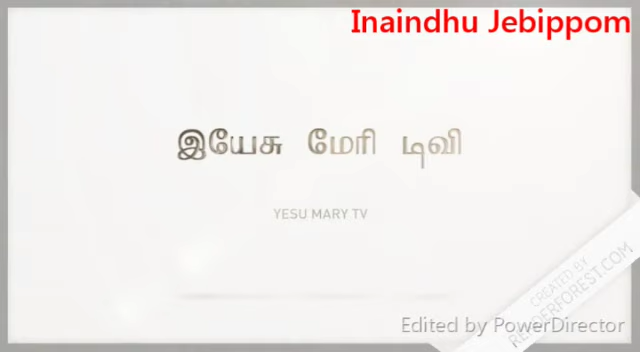 Inaindhu Jebippom
இயேசு மேரி டிவி
YESU MARY TV
CREATED BY
RENDERFOREST.COM
Edited by PowerDirector